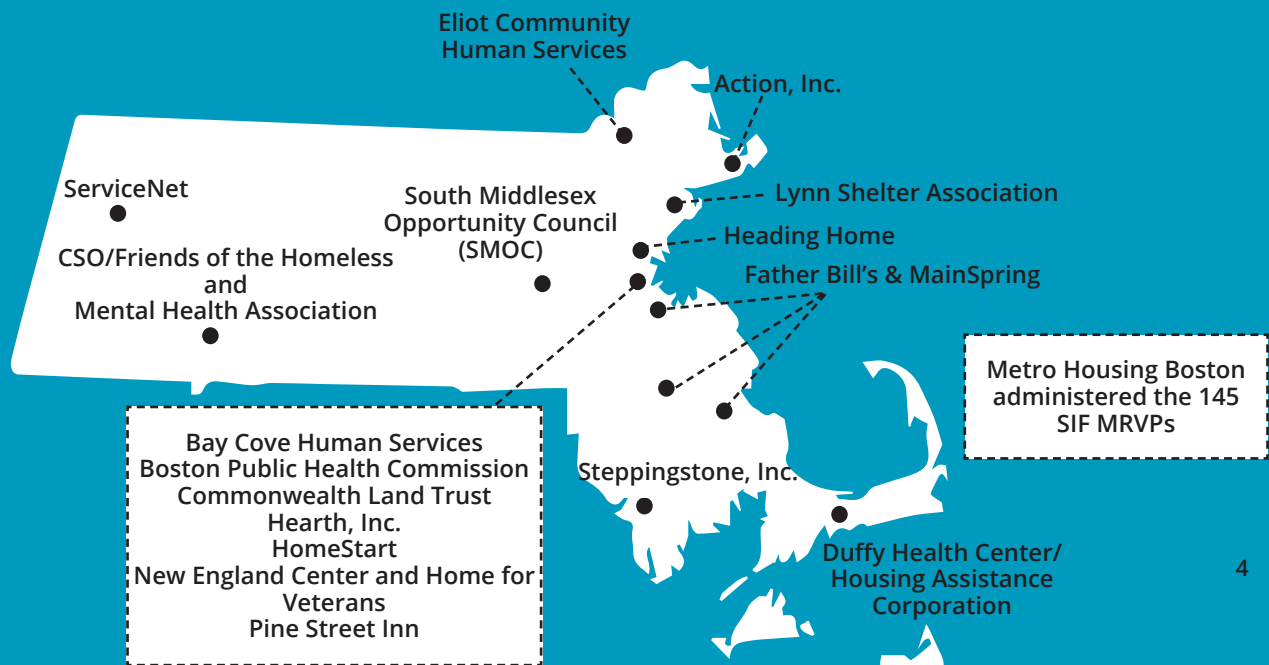 Eliot Community
Human Services
Action, Inc.
ServiceNet
South Middlesex
Opportunity Council
(SMOC)
Lynn Shelter Association
Heading Home
CSO/Friends of the Homeless
and
Mental Health Association
Father Bill’s & MainSpring
Metro Housing Boston
administered the 145
SIF MRVPs
Bay Cove Human Services
Boston Public Health Commission
Commonwealth Land Trust
Hearth, Inc.
HomeStart
New England Center and Home for
Veterans
Pine Street Inn
Steppingstone, Inc.
Duffy Health Center/
Housing Assistance
Corporation
4